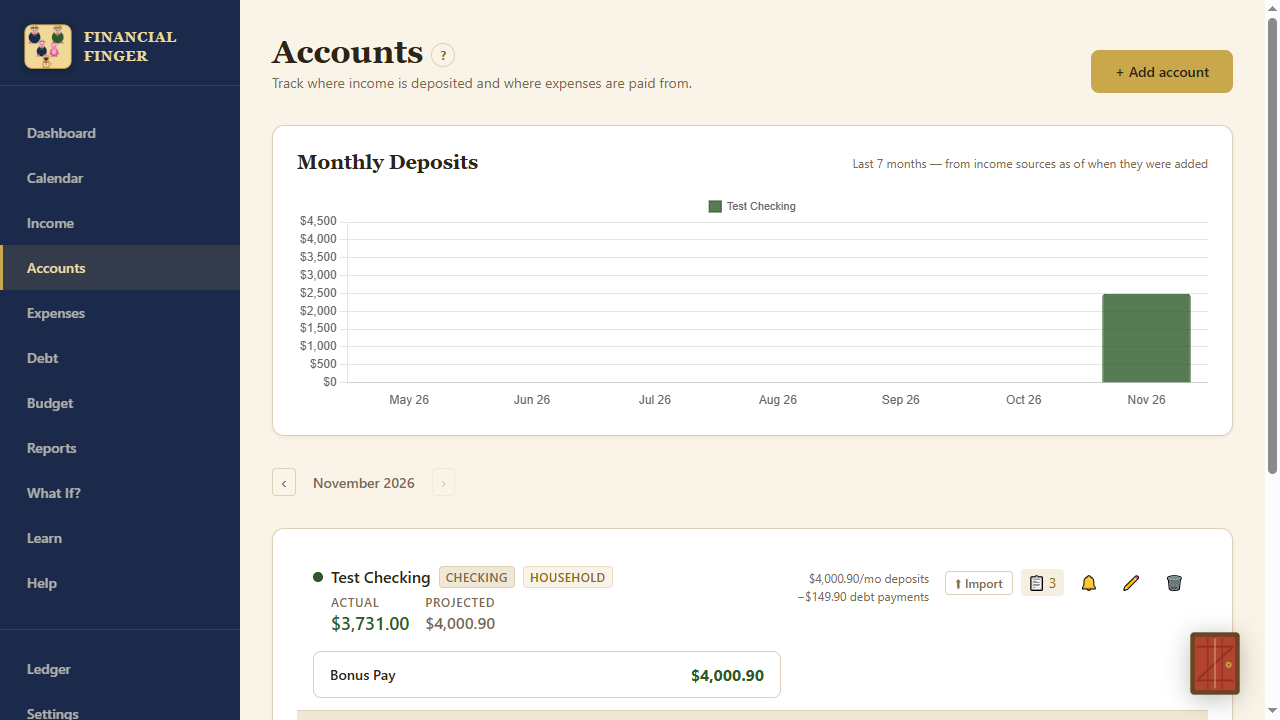 FINANCIAL
FINGER
Dashboard
Calendar
Income
Accounts
Expenses
Debt
Budget
Reports
What If?
Learn
Help
Ledger
Settings
Accounts ?
Track where income is deposited and where expenses are paid from.
+ Add account
Monthly Deposits
Last 7 months — from income sources as of when they were added
Test Checking
$4,500
$4,000
$3,500
$3,000
$2,500
$2,000
$1,500
$1,000
$500
$0
May 26 Jun 26 Jul 26 Aug 26 Sep 26 Oct 26 Nov 26
‹ November 2026 ›
Test Checking CHECKING HOUSEHOLD
ACTUAL PROJECTED
$3,731.00 $4,000.90
$4,000.90/mo deposits
−$149.90 debt payments
⬆ Import
3
Bonus Pay $4,000.90